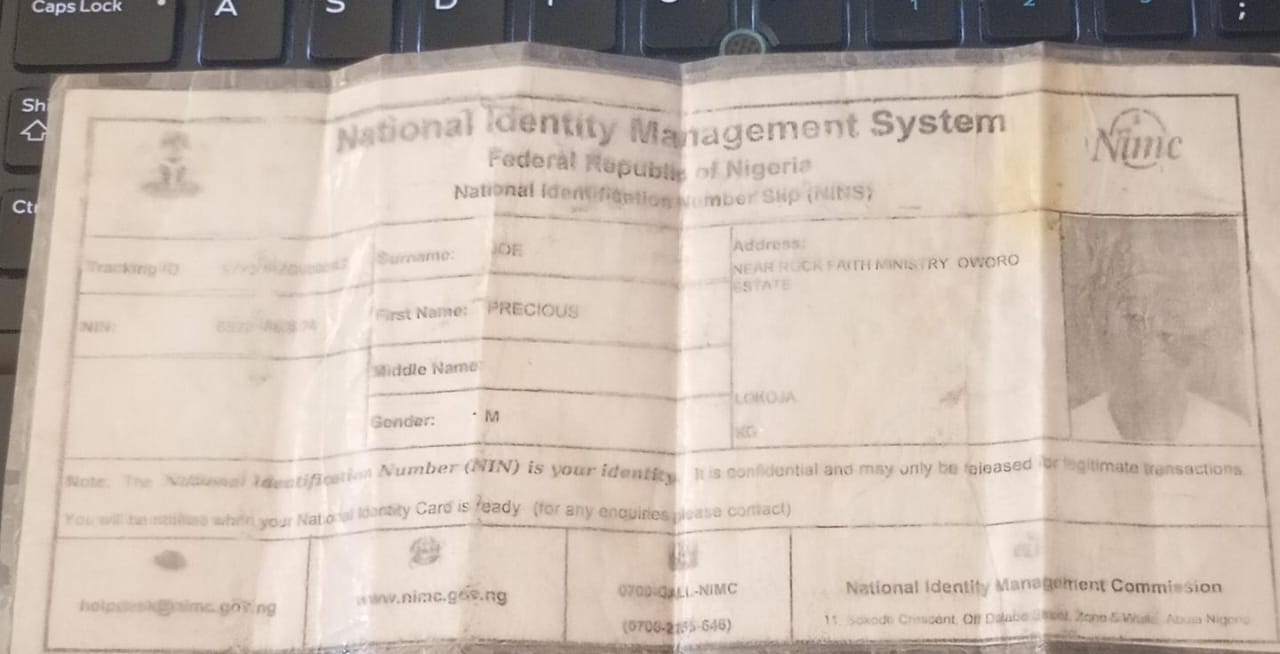 Caps Lock
A
S
Sh
Ctr
;
National Identity Management System
Federal Republic of Nigeria
National Identification Number Slip (NINS)
Nimc
Tracking ID
Surname: JOE
Address:
NEAR ROCK FAITH MINISTRY OWORO
ESTATE
NIN:
First Name: PRECIOUS
Middle Name
Gender: M
LOKOJA
KG
Note: The National Identification Number (NIN) is your identity. It is confidential and may only be released for legitimate transactions.
You will be notified when your National Identity Card is ready (for any enquiries please contact)
helpdesk@nimc.gov.ng
www.nimc.gov.ng
0700-CALL-NIMC
(0700-2255-646)
National Identity Management Commission
11, Sokode Crescent, Off Dalaba Street, Zone 5 Wuse, Abuja Nigeria